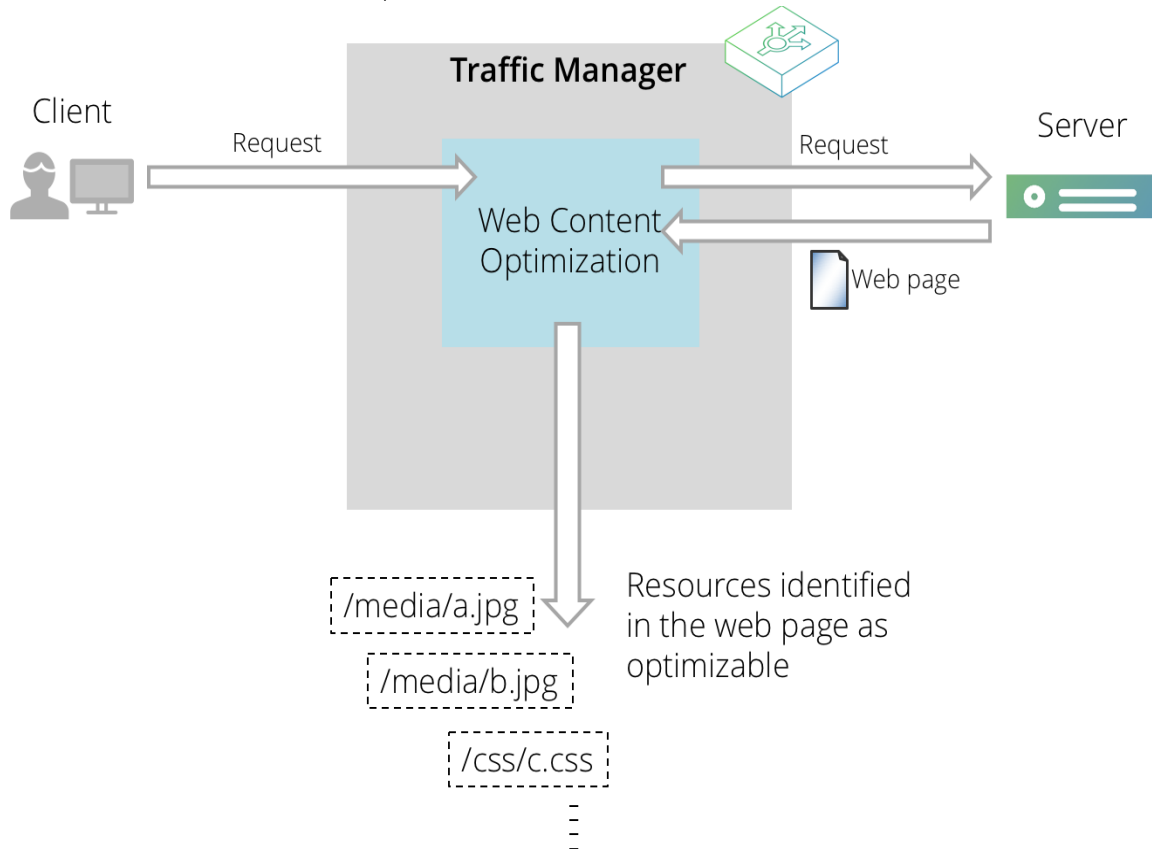 Traffic Manager
Client
Server
Request
Request
Web Content
Optimization
Web page
/media/a.jpg
Resources identified
in the web page as
optimizable
/media/b.jpg
/css/c.css